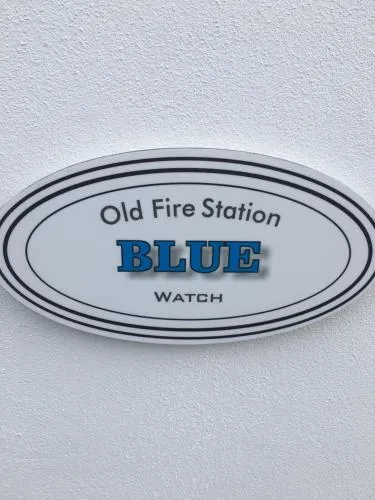 Old Fire Station
BLUE
WATCH